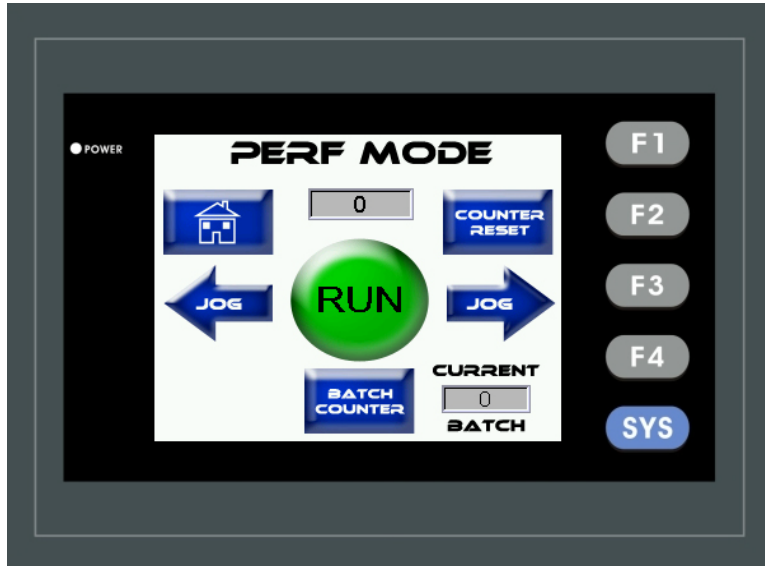 POWER
PERF MODE
F1
0
COUNTER
RESET
F2
JOG
RUN
JOG
F3
CURRENT
F4
BATCH
COUNTER
0
BATCH
SYS